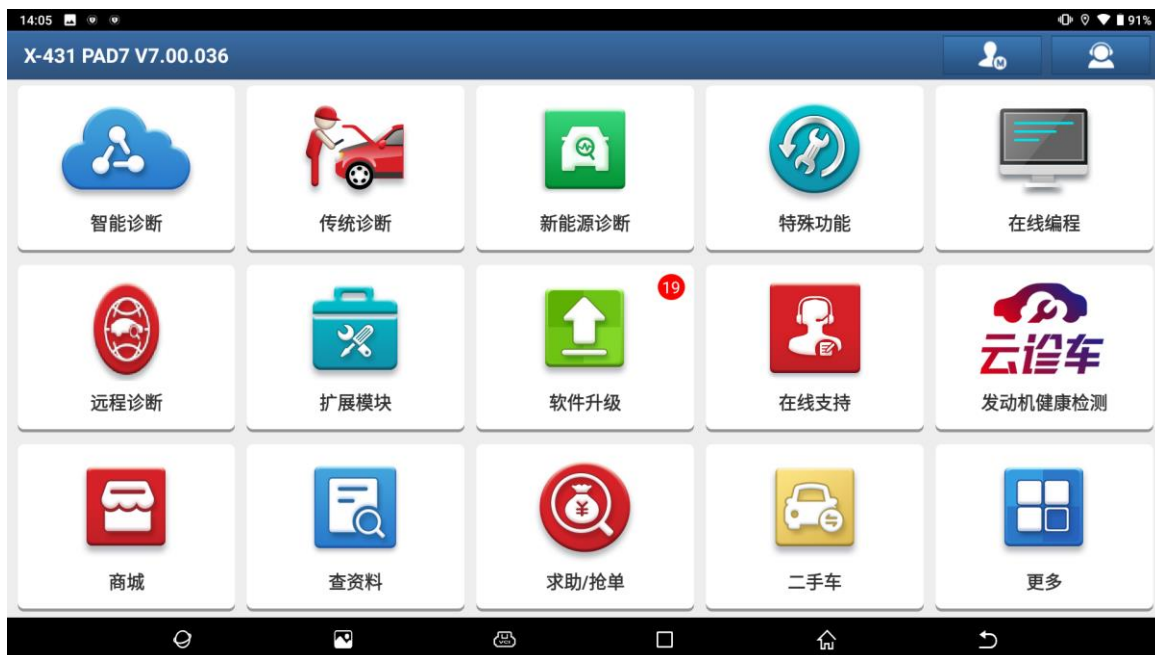 14:05
91%
X-431 PAD7 V7.00.036
M
智能诊断
传统诊断
新能源诊断
特殊功能
在线编程
19
云诊车
远程诊断
扩展模块
软件升级
在线支持
发动机健康检测
¥
商城
查资料
求助/抢单
二手车
更多
VCI